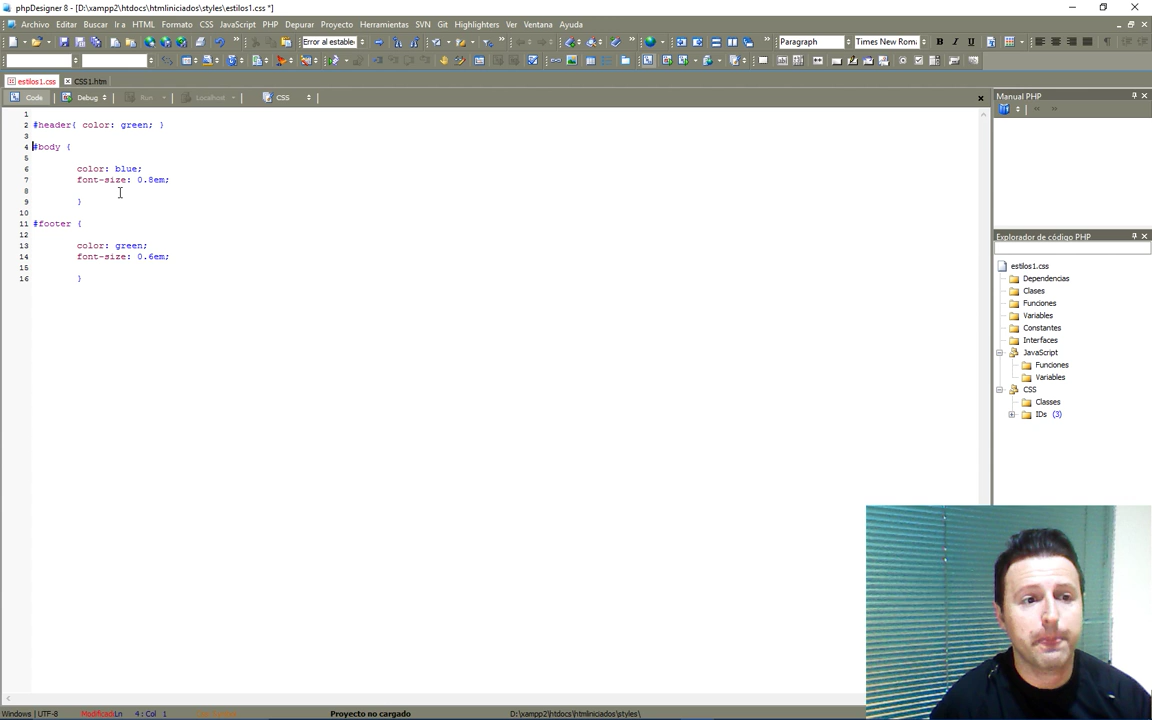 phpDesigner 8 - [D:\xampp2\htdocs\htmliniciados\styles\estilos1.css *]
Archivo Editar Buscar Ir a HTML Formato CSS JavaScript PHP Depurar Proyecto Herramientas SVN Git Highlighters Ver Ventana Ayuda
Error al estable Paragraph Times New Rom B I U
estilos1.css CSS1.htm
Code Debug Run Localhost CSS
1
2 #header{ color: green; }
3
4 #body {
5
6 color: blue;
7 font-size: 0.8em;
8
9 }
10
11 #footer {
12
13 color: green;
14 font-size: 0.6em;
15
16 }
Manual PHP
Explorador de código PHP
estilos1.css
Dependencias
Clases
Funciones
Variables
Constantes
Interfaces
JavaScript
Funciones
Variables
CSS
Classes
IDs (3)
Windows | UTF-8 Modificado Ln 4 : Col 1 Proyecto no cargado D:\xampp2\htdocs\htmliniciados\styles\